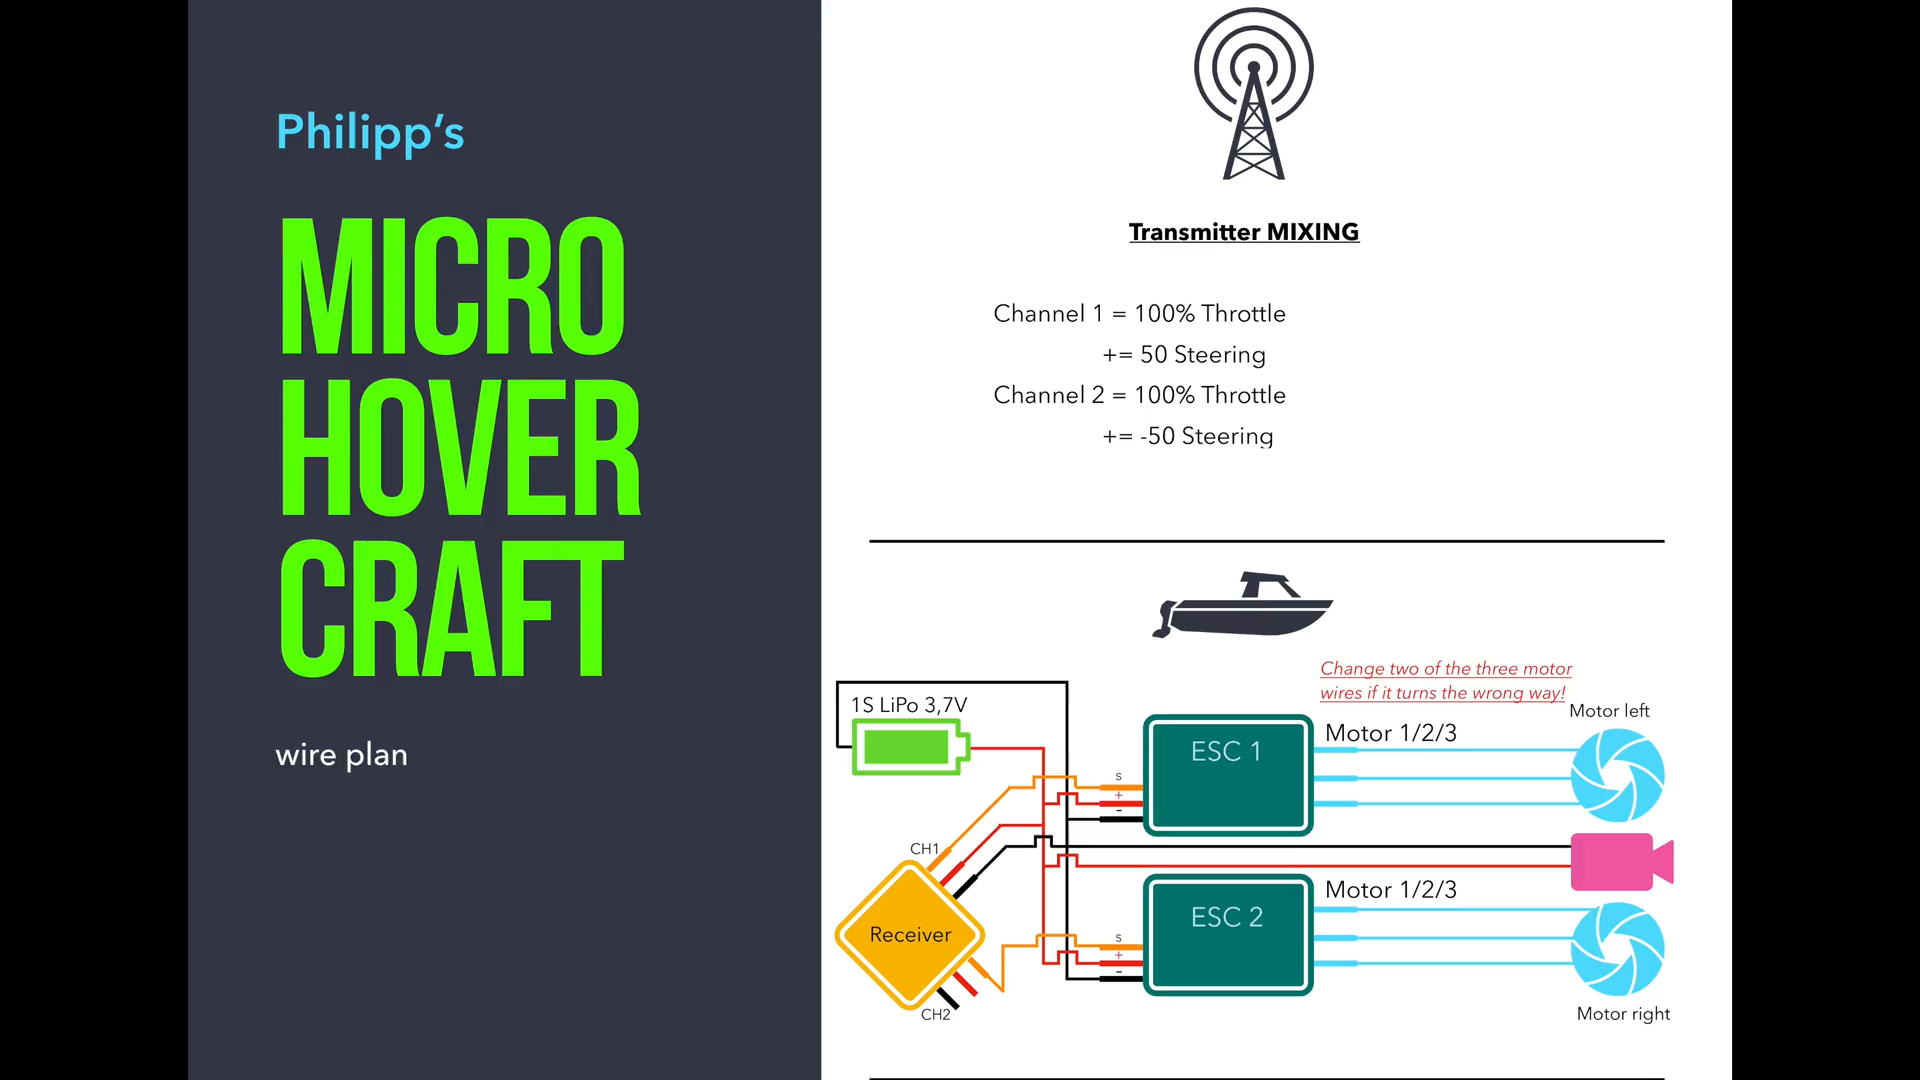 Philipp's
MICRO
HOVER
CRAFT
wire plan
Transmitter MIXING
Channel 1 = 100% Throttle
+= 50 Steering
Channel 2 = 100% Throttle
+= -50 Steering
Change two of the three motor
wires if it turns the wrong way!
1S LiPo 3,7V
Motor left
ESC 1
Motor 1/2/3
S
+
-
CH1
Receiver
CH2
ESC 2
Motor 1/2/3
S
+
-
Motor right